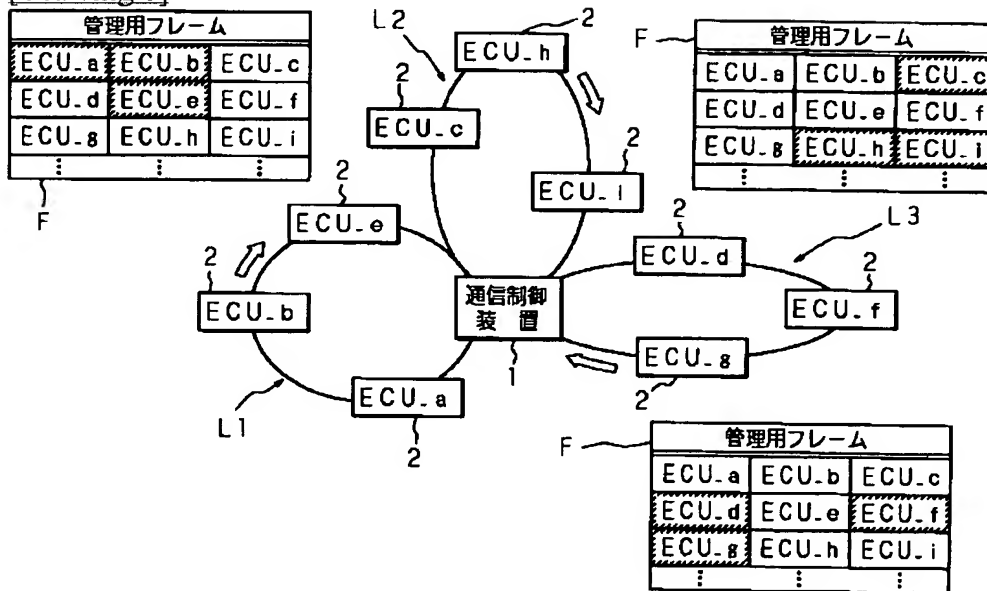 管理用フレーム
ECU_a ECU_b ECU_c
ECU_d ECU_e ECU_f
ECU_g ECU_h ECU_i
F
L2
2
ECU_h
2
ECU_c
2
ECU_i
F
管理用フレーム
ECU_a ECU_b ECU_c
ECU_d ECU_e ECU_f
ECU_g ECU_h ECU_i
2
ECU_e
2
ECU_b
L1
ECU_a
2
通信制御
装置
1
2
ECU_d
L3
2
ECU_f
ECU_g
2
F
管理用フレーム
ECU_a ECU_b ECU_c
ECU_d ECU_e ECU_f
ECU_g ECU_h ECU_i